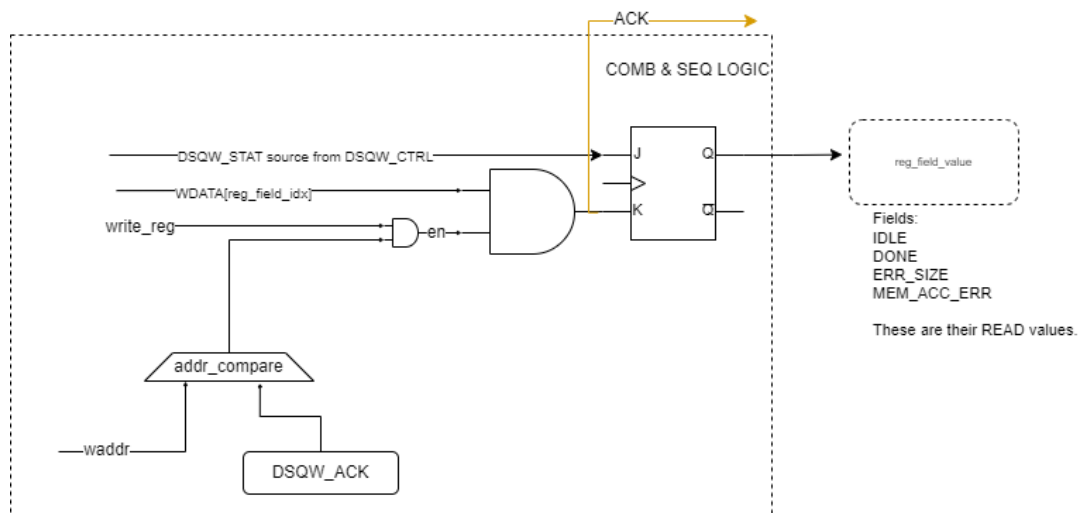 ACK
COMB & SEQ LOGIC
DSQW_STAT source from DSQW_CTRL
J
Q
reg_field_value
WDATA[reg_field_idx]
K
Q
write_reg
en
Fields:
IDLE
DONE
ERR_SIZE
MEM_ACC_ERR
These are their READ values.
addr_compare
waddr
DSQW_ACK